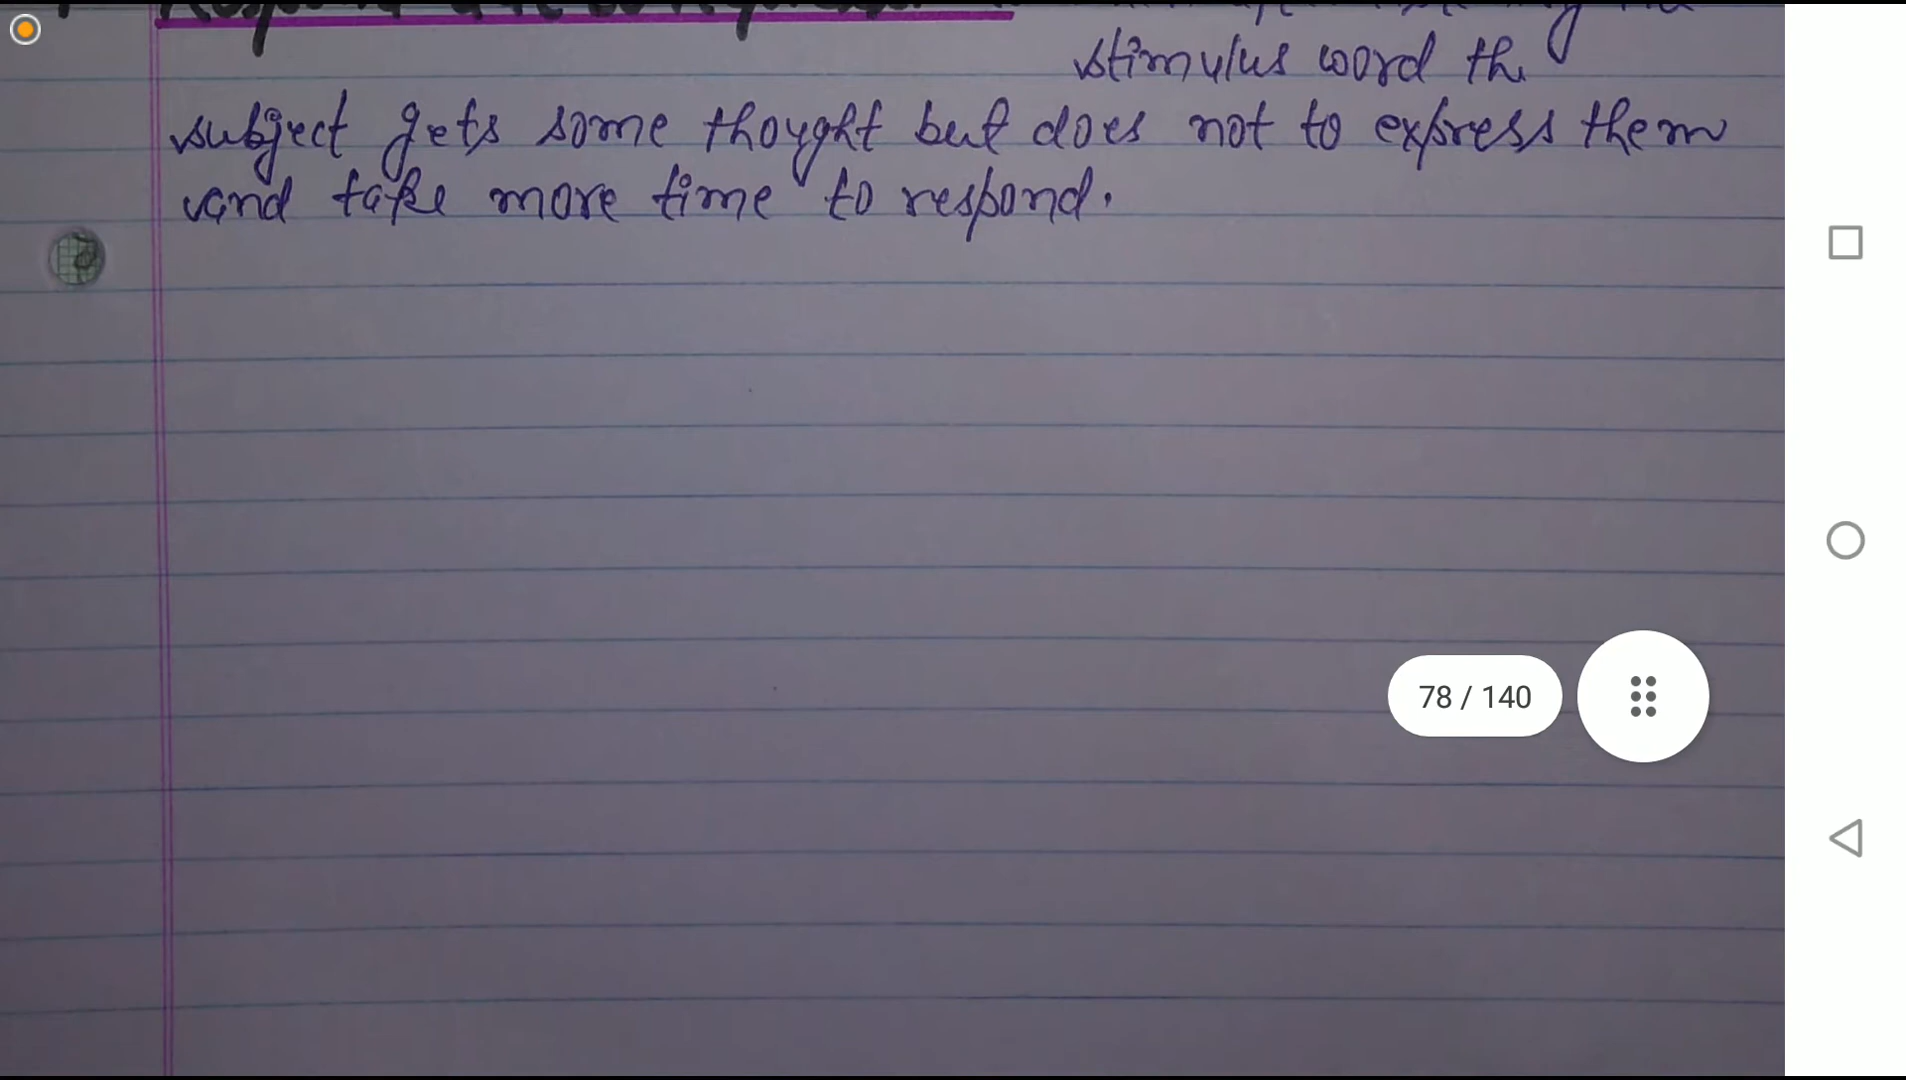 stimulus word the
subject gets some thought but does not to express them
and take more time to respond.
78 / 140